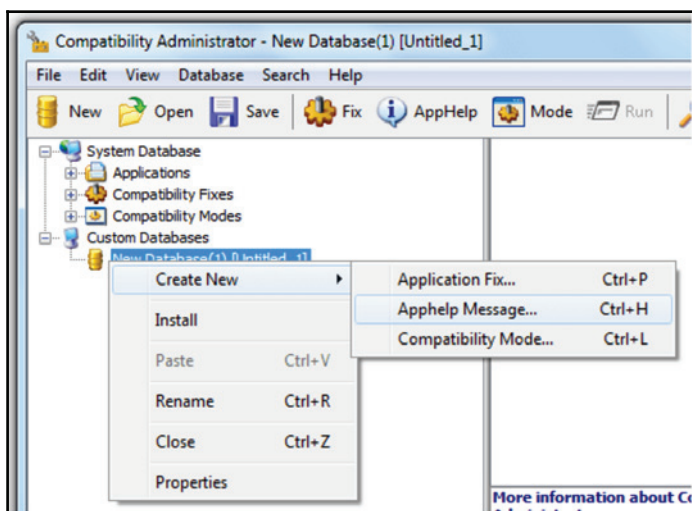 Compatibility Administrator - New Database(1) [Untitled_1]
File Edit View Database Search Help
New Open Save Fix AppHelp Mode Run
System Database
Applications
Compatibility Fixes
Compatibility Modes
Custom Databases
New Database(1) [Untitled_1]
Create New
Install
Paste Ctrl+V
Rename Ctrl+R
Close Ctrl+Z
Properties
Application Fix... Ctrl+P
Apphelp Message... Ctrl+H
Compatibility Mode... Ctrl+L
More information about